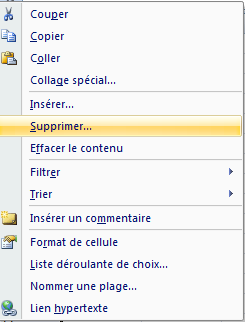 Couper
Copier
Coller
Collage spécial...
Insérer...
Supprimer...
Effacer le contenu
Filtrer
Trier
Insérer un commentaire
Format de cellule
Liste déroulante de choix...
Nommer une plage...
Lien hypertexte